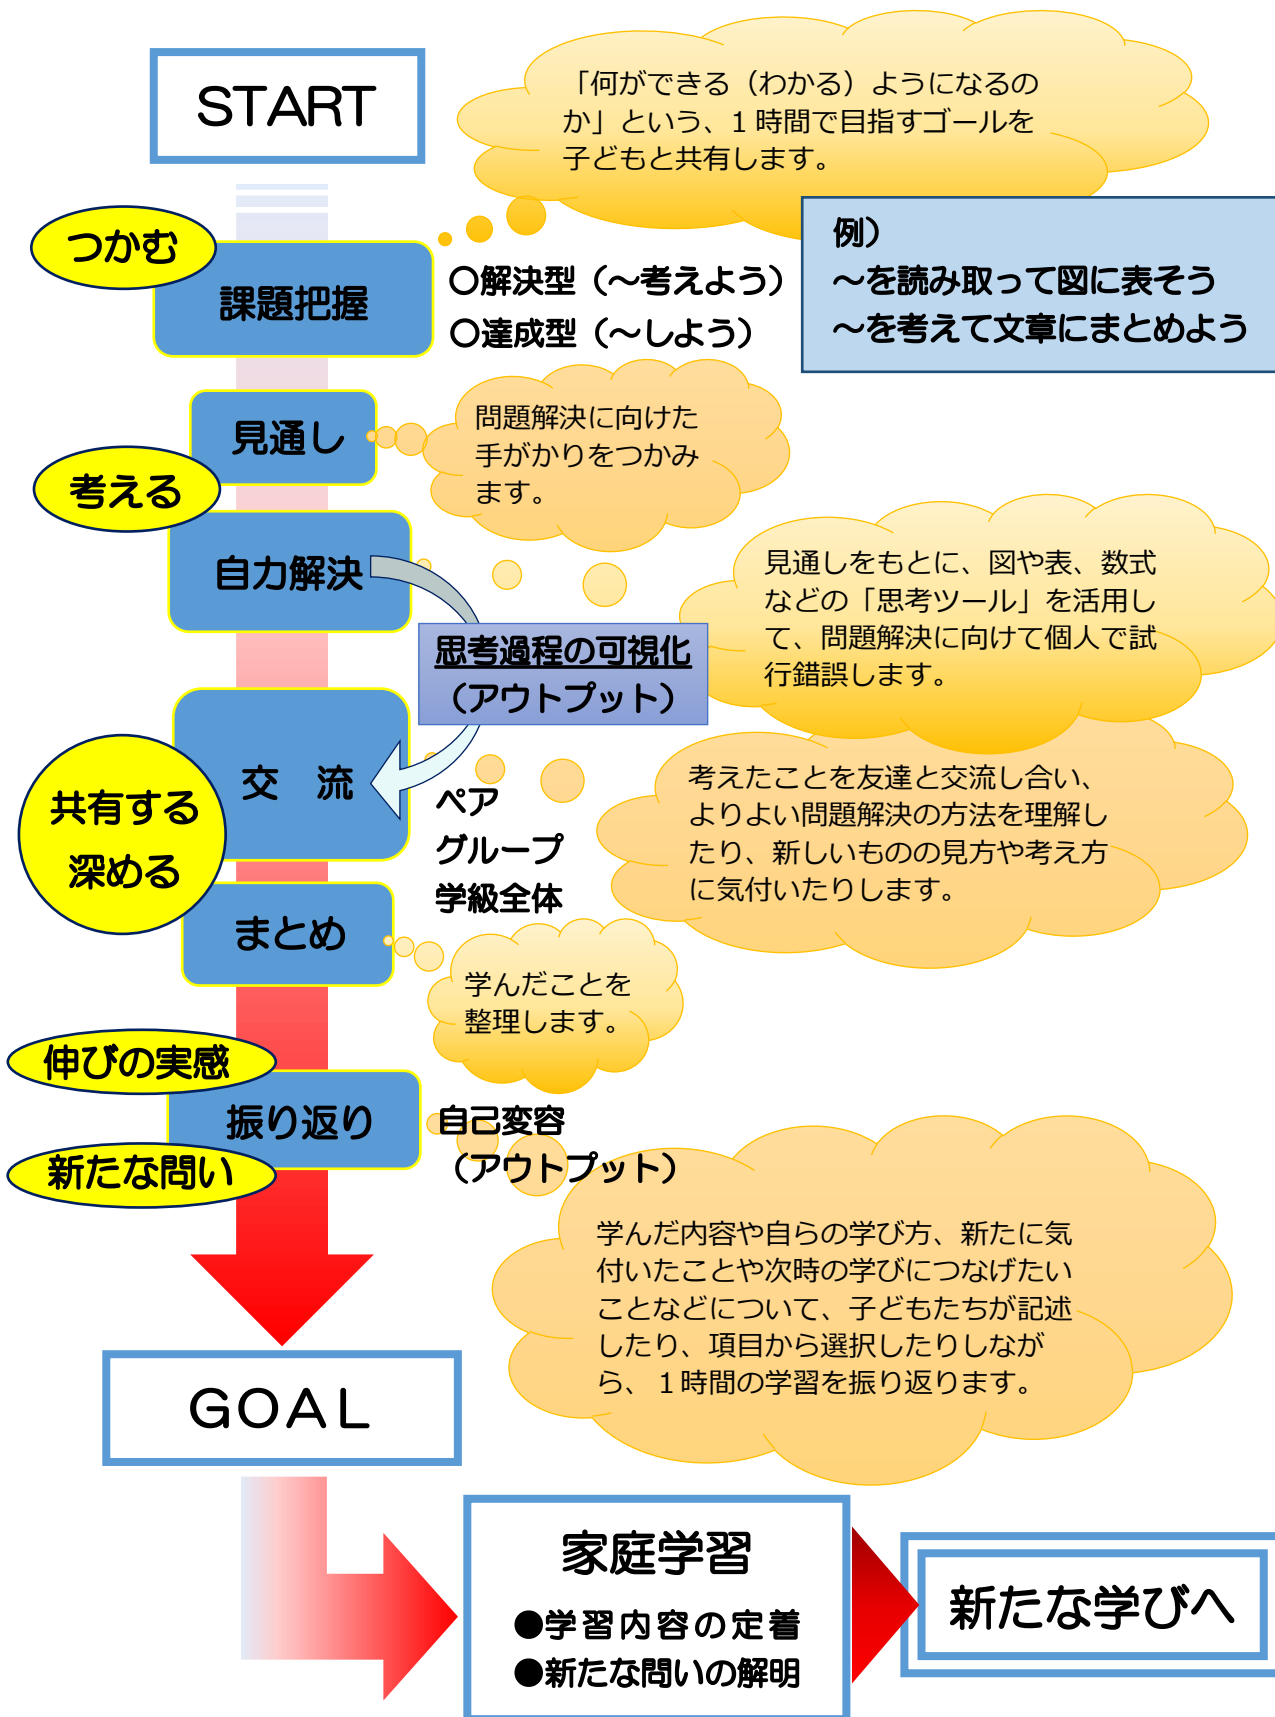 START
「何ができる（わかる）ようになるの
か」という、1時間で目指すゴールを
子どもと共有します。
つかむ
課題把握
〇解決型（～考えよう）
〇達成型（～しよう）
例）
～を読み取って図に表そう
～を考えて文章にまとめよう
見通し
問題解決に向けた
手がかりをつかみ
ます。
考える
自力解決
見通しをもとに、図や表、数式
などの「思考ツール」を活用し
て、問題解決に向けて個人で試
行錯誤します。
思考過程の可視化
（アウトプット）
共有する
深める
交　流
ペア
グループ
学級全体
考えたことを友達と交流し合い、
よりよい問題解決の方法を理解し
たり、新しいものの見方や考え方
に気付いたりします。
まとめ
学んだことを
整理します。
伸びの実感
振り返り
新たな問い
自己変容
（アウトプット）
学んだ内容や自らの学び方、新たに気
付いたことや次時の学びにつなげたい
ことなどについて、子どもたちが記述
したり、項目から選択したりしなが
ら、１時間の学習を振り返ります。
GOAL
家庭学習
●学習内容の定着
●新たな問いの解明
新たな学びへ